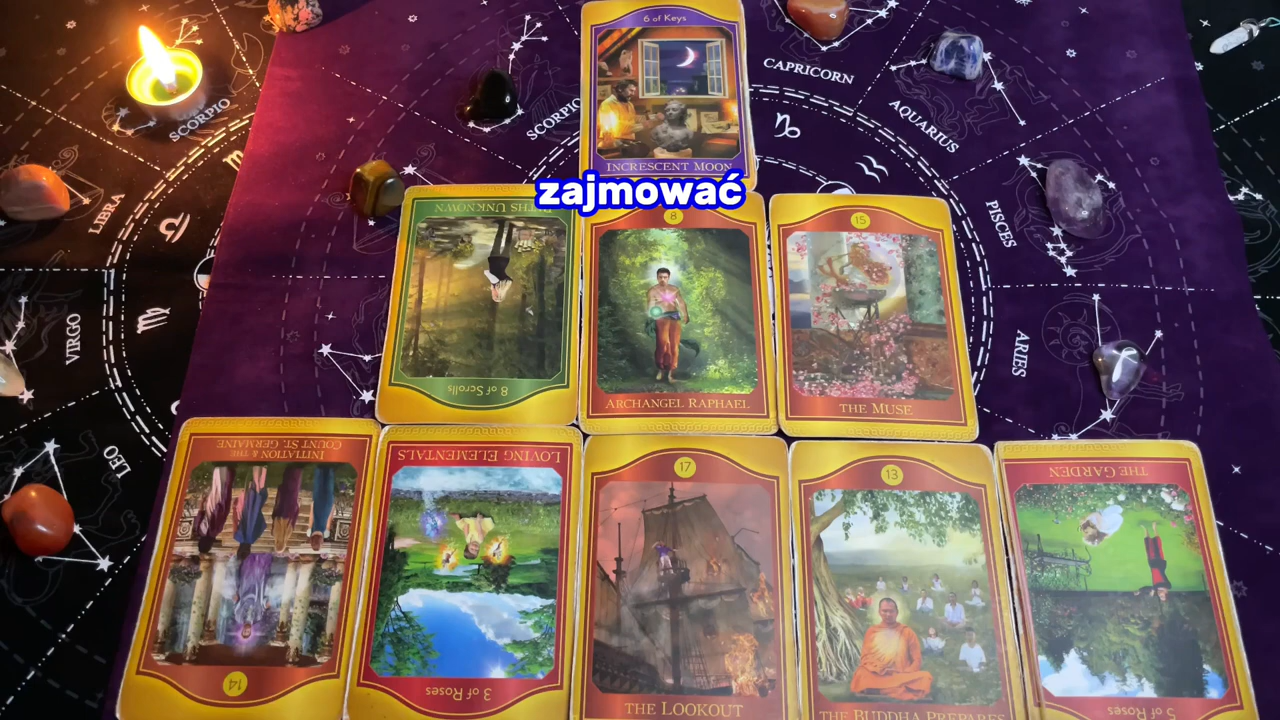 6 of Keys
INCRESCENT MOON
zajmować
SCORPIO
SCORPIO
CAPRICORN
AQUARIUS
LIBRA
PISCES
VIRGO
ARIES
LEO
UNKNOWN
8 of Scrolls
8
ARCHANGEL RAPHAEL
15
THE MUSE
INITIATION & THE
COUNT ST. GERMAINE
14
LOVING ELEMENTALS
3 of Roses
17
THE LOOKOUT
13
THE BUDDHA PREPARES
THE GARDEN
5 of Roses